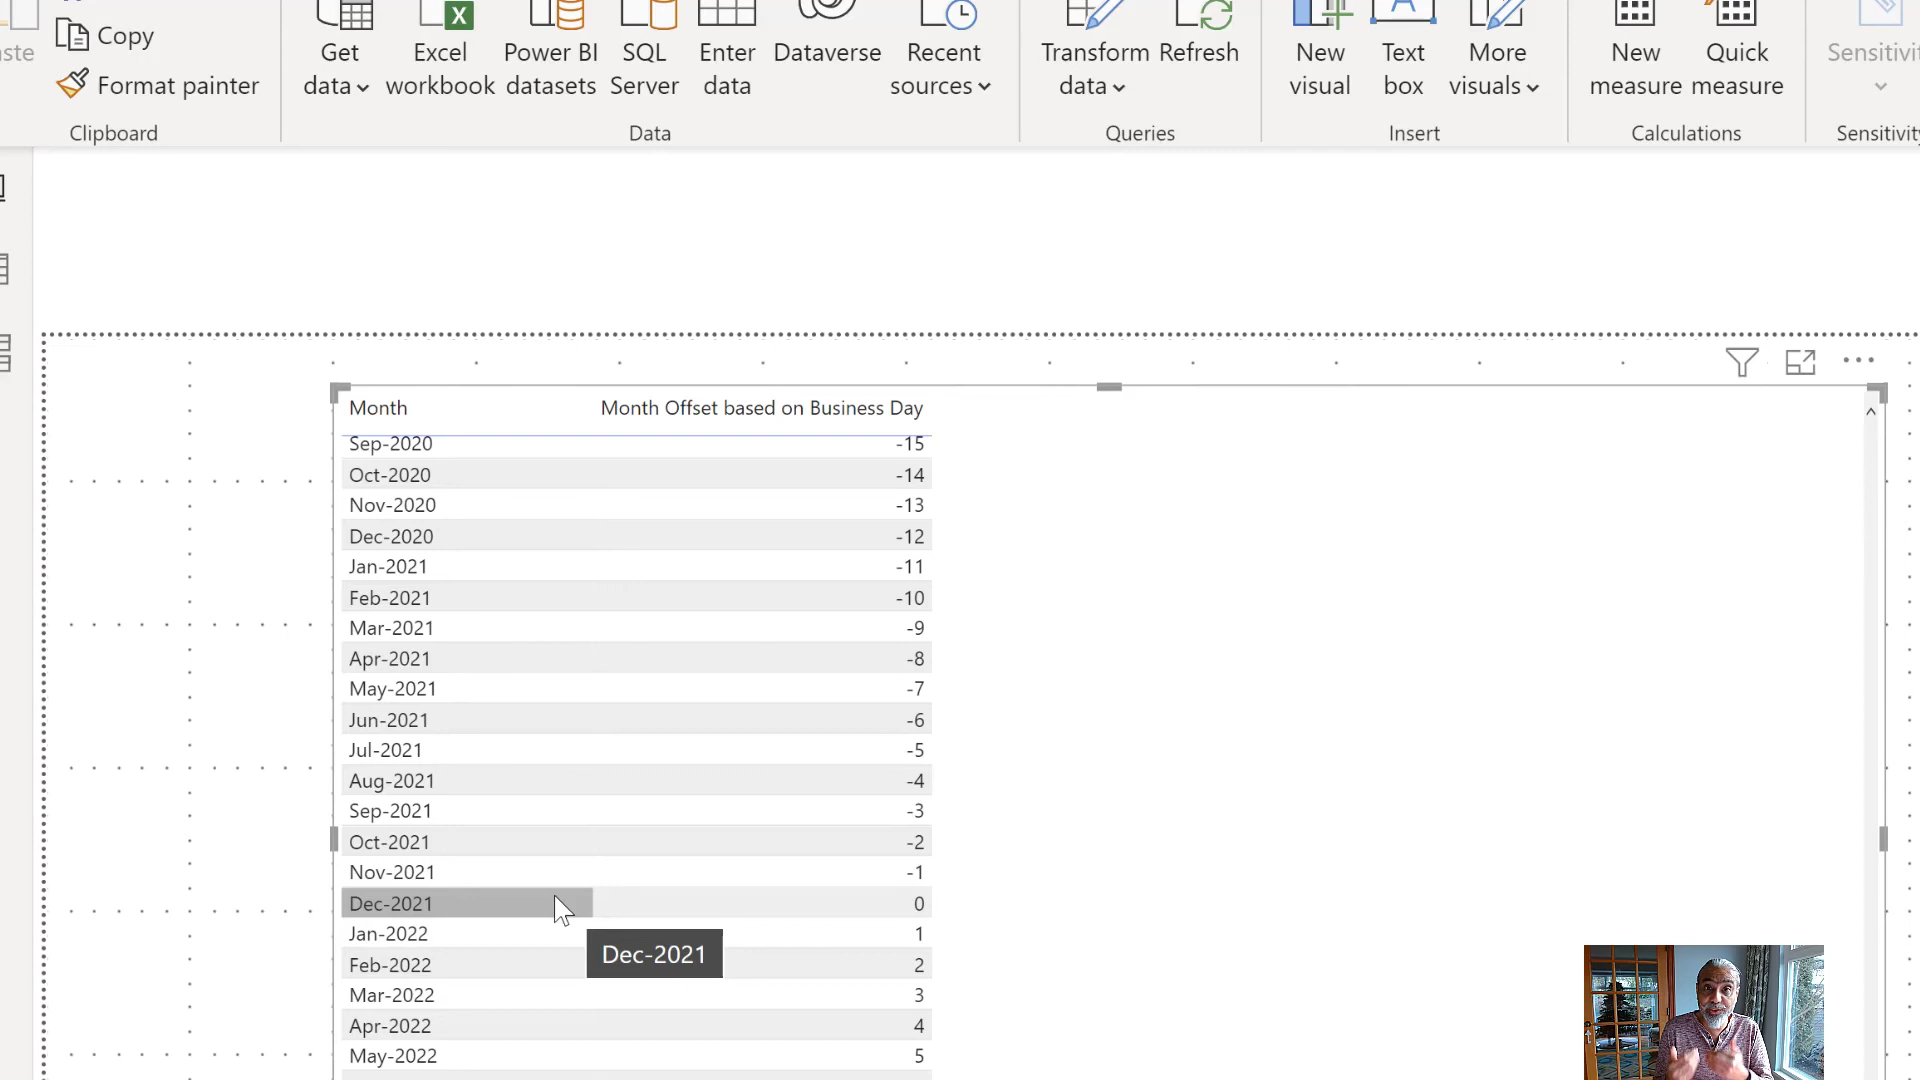 Copy
Format painter
Clipboard
Get data
Excel workbook
Power BI datasets
SQL Server
Enter data
Dataverse
Recent sources
Data
Transform data
Refresh
Queries
New visual
Text box
More visuals
Insert
New measure
Quick measure
Calculations
Month Month Offset based on Business Day
Sep-2020 -15
Oct-2020 -14
Nov-2020 -13
Dec-2020 -12
Jan-2021 -11
Feb-2021 -10
Mar-2021 -9
Apr-2021 -8
May-2021 -7
Jun-2021 -6
Jul-2021 -5
Aug-2021 -4
Sep-2021 -3
Oct-2021 -2
Nov-2021 -1
Dec-2021 0
Jan-2022 1
Dec-2021
Feb-2022 2
Mar-2022 3
Apr-2022 4
May-2022 5